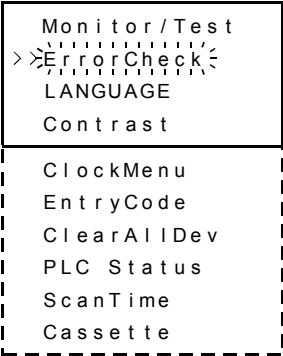 Monitor/Test
>>ErrorCheck
LANGUAGE
Contrast
ClockMenu
EntryCode
ClearAllDev
PLC Status
ScanTime
Cassette